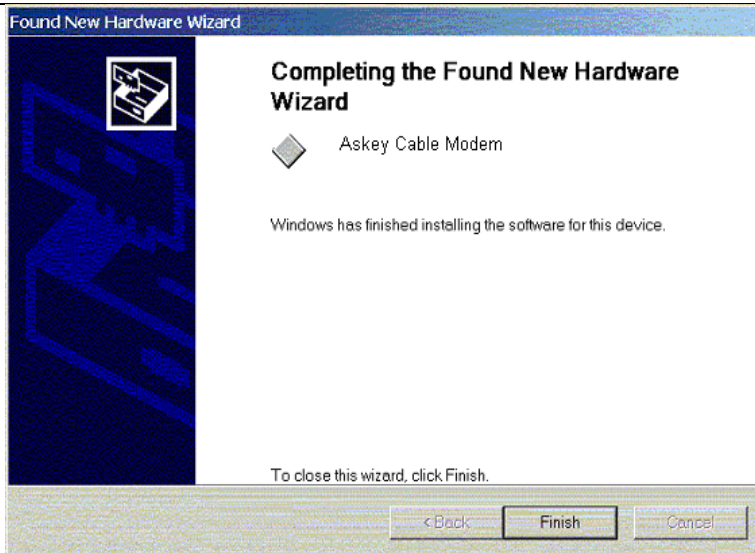 Found New Hardware Wizard
Completing the Found New Hardware
Wizard
Askey Cable Modem
Windows has finished installing the software for this device.
To close this wizard, click Finish.
< Back Finish Cancel